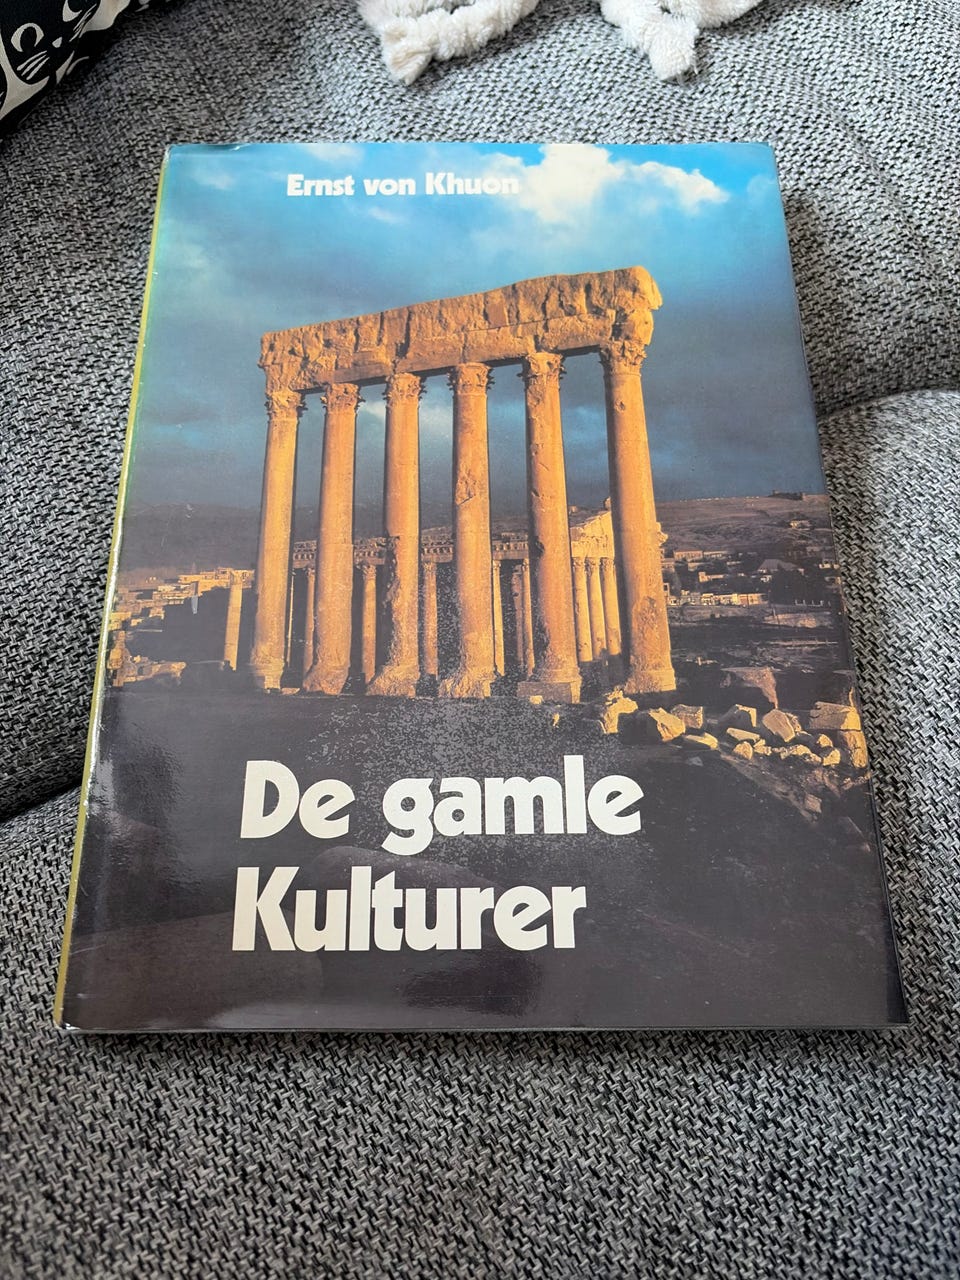 Ernst von Khuon
De gamle
Kulturer